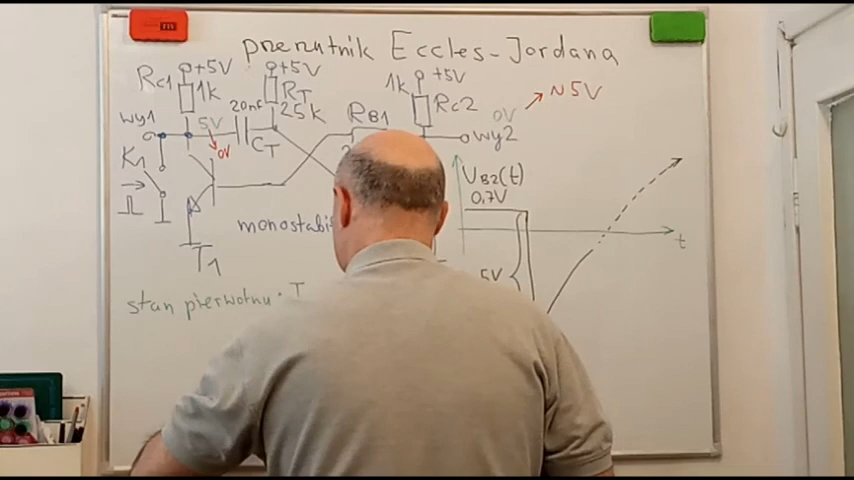 przerzutnik Eccles-Jordana
Rc1 +5V +5V 1k +5V
1k RT Rc2 0V ~5V
20nF 25k RB1
wy1 5V 0V CT wy2
K1
UB2(t)
0,7V
monostabi
t
T1
5V
stan pierwotny: T